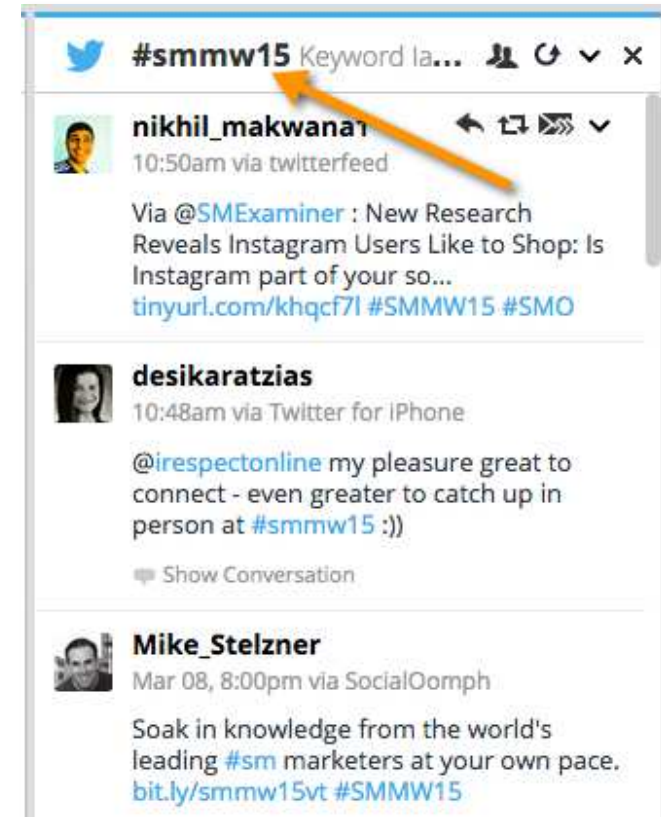 #smmw15 Keyword la...
nikhil_makwana1
10:50am via twitterfeed
Via @SMExaminer : New Research
Reveals Instagram Users Like to Shop: Is
Instagram part of your so...
tinyurl.com/khqcf7l #SMMW15 #SMO
desikaratzias
10:48am via Twitter for iPhone
@irespectonline my pleasure great to
connect - even greater to catch up in
person at #smmw15 :))
Show Conversation
Mike_Stelzner
Mar 08, 8:00pm via SocialOomph
Soak in knowledge from the world's
leading #sm marketers at your own pace.
bit.ly/smmw15vt #SMMW15